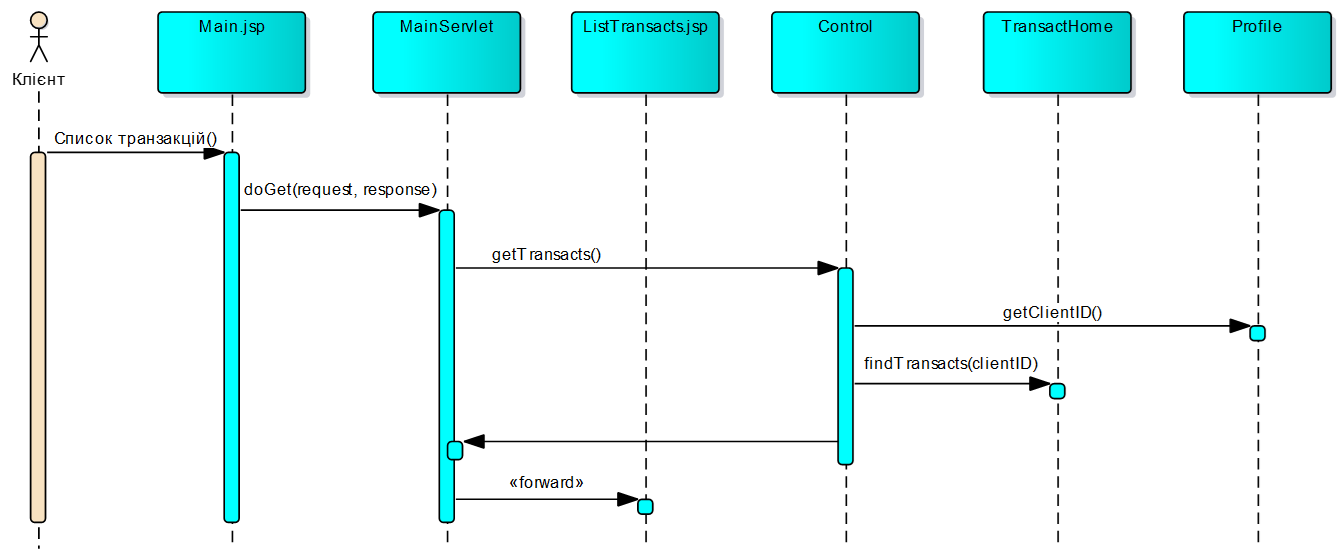 Клієнт
Main.jsp
MainServlet
ListTransacts.jsp
Control
TransactHome
Profile
Список транзакцій()
doGet(request, response)
getTransacts()
getClientID()
findTransacts(clientID)
«forward»